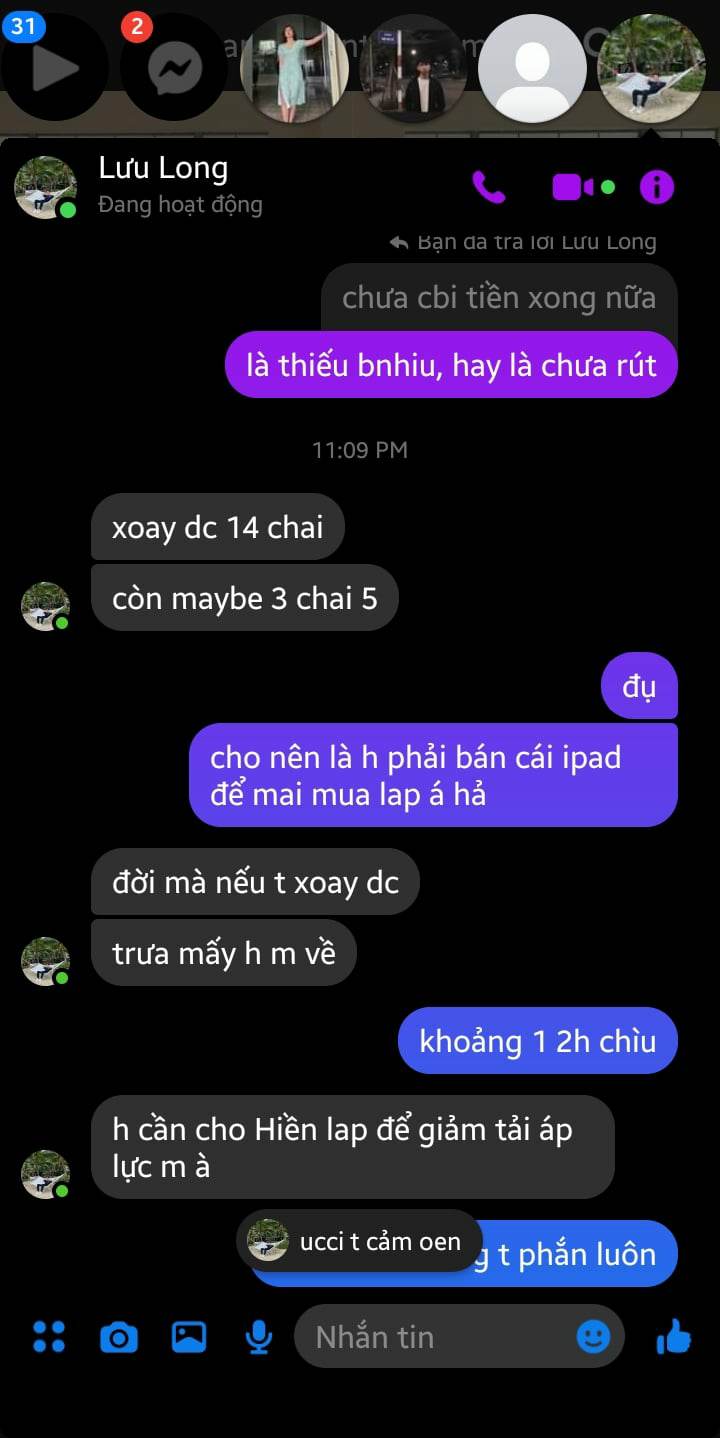 31
2
Lưu Long
Đang hoạt động
Bạn đã trả lời Lưu Long
chưa cbi tiền xong nữa
là thiếu bnhiu, hay là chưa rút
11:09 PM
xoay dc 14 chai
còn maybe 3 chai 5
đụ
cho nên là h phải bán cái ipad
để mai mua lap á hả
đời mà nếu t xoay dc
trưa mấy h m về
khoảng 1 2h chìu
h cần cho Hiền lap để giảm tải áp
lực m à
ucci t cảm oen
t phắn luôn
Nhắn tin